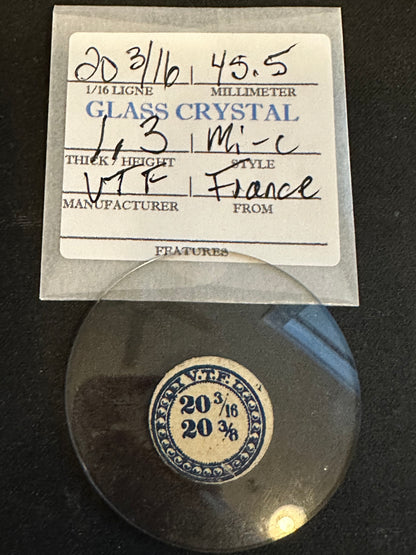 20 3/16 45.5
1/16 LIGNE MILLIMETER
GLASS CRYSTAL
1,3 Mi-c
THICK / HEIGHT STYLE
VTF France
MANUFACTURER FROM
FEATURES
V.T.F.
20 3/16
20 3/8